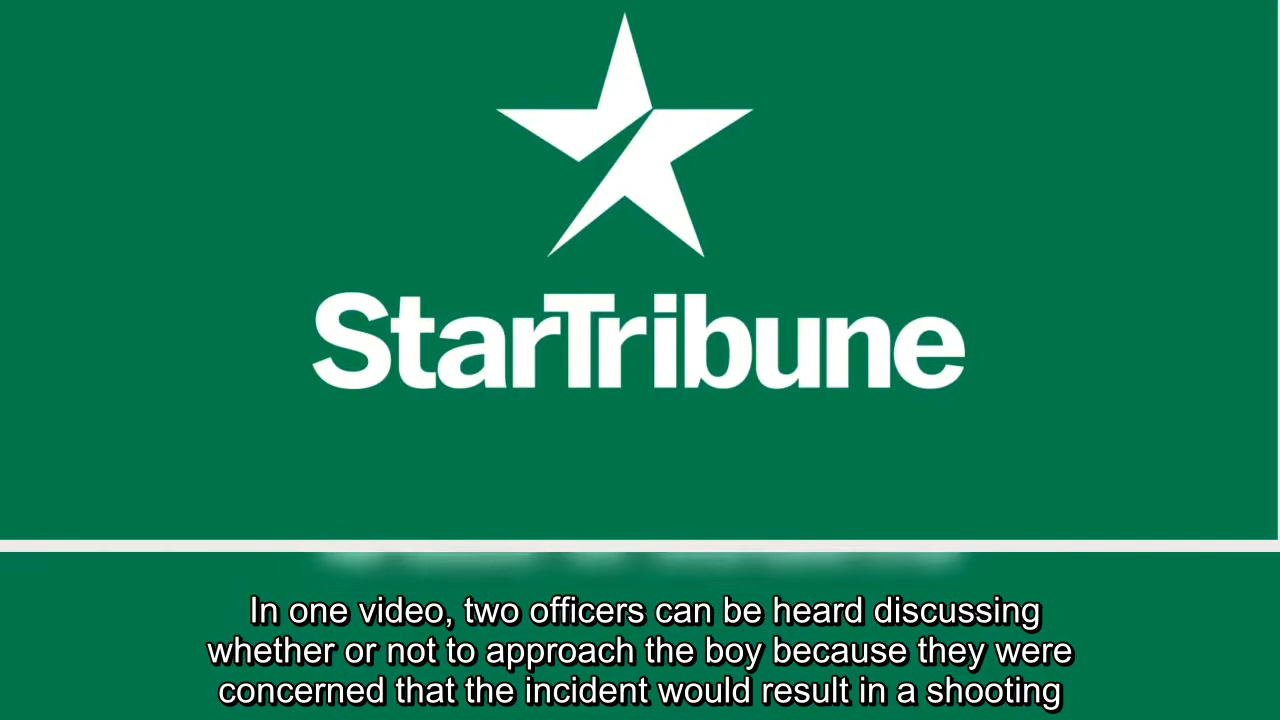 StarTribune
In one video, two officers can be heard discussing
whether or not to approach the boy because they were
concerned that the incident would result in a shooting